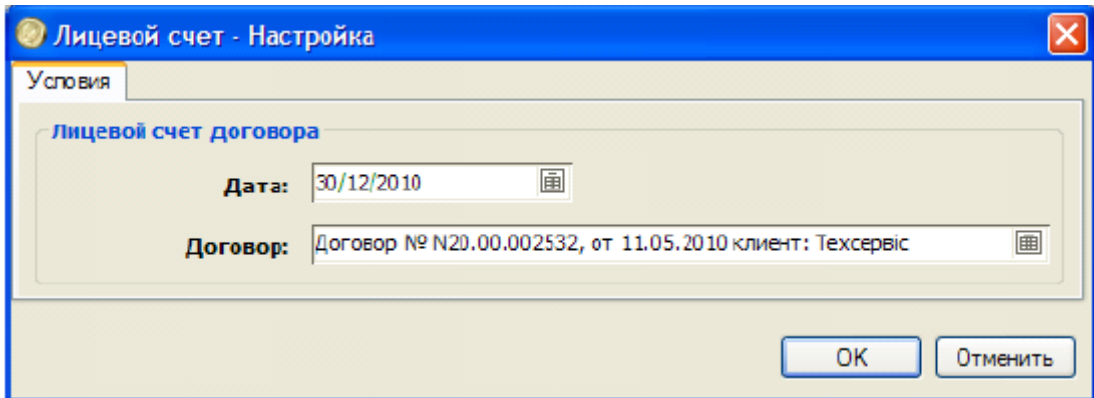 Лицевой счет - Настройка
Условия
Лицевой счет договора
Дата: 30/12/2010
Договор: Договор № N20.00.002532, от 11.05.2010 клиент: Техсервіс
OK Отменить